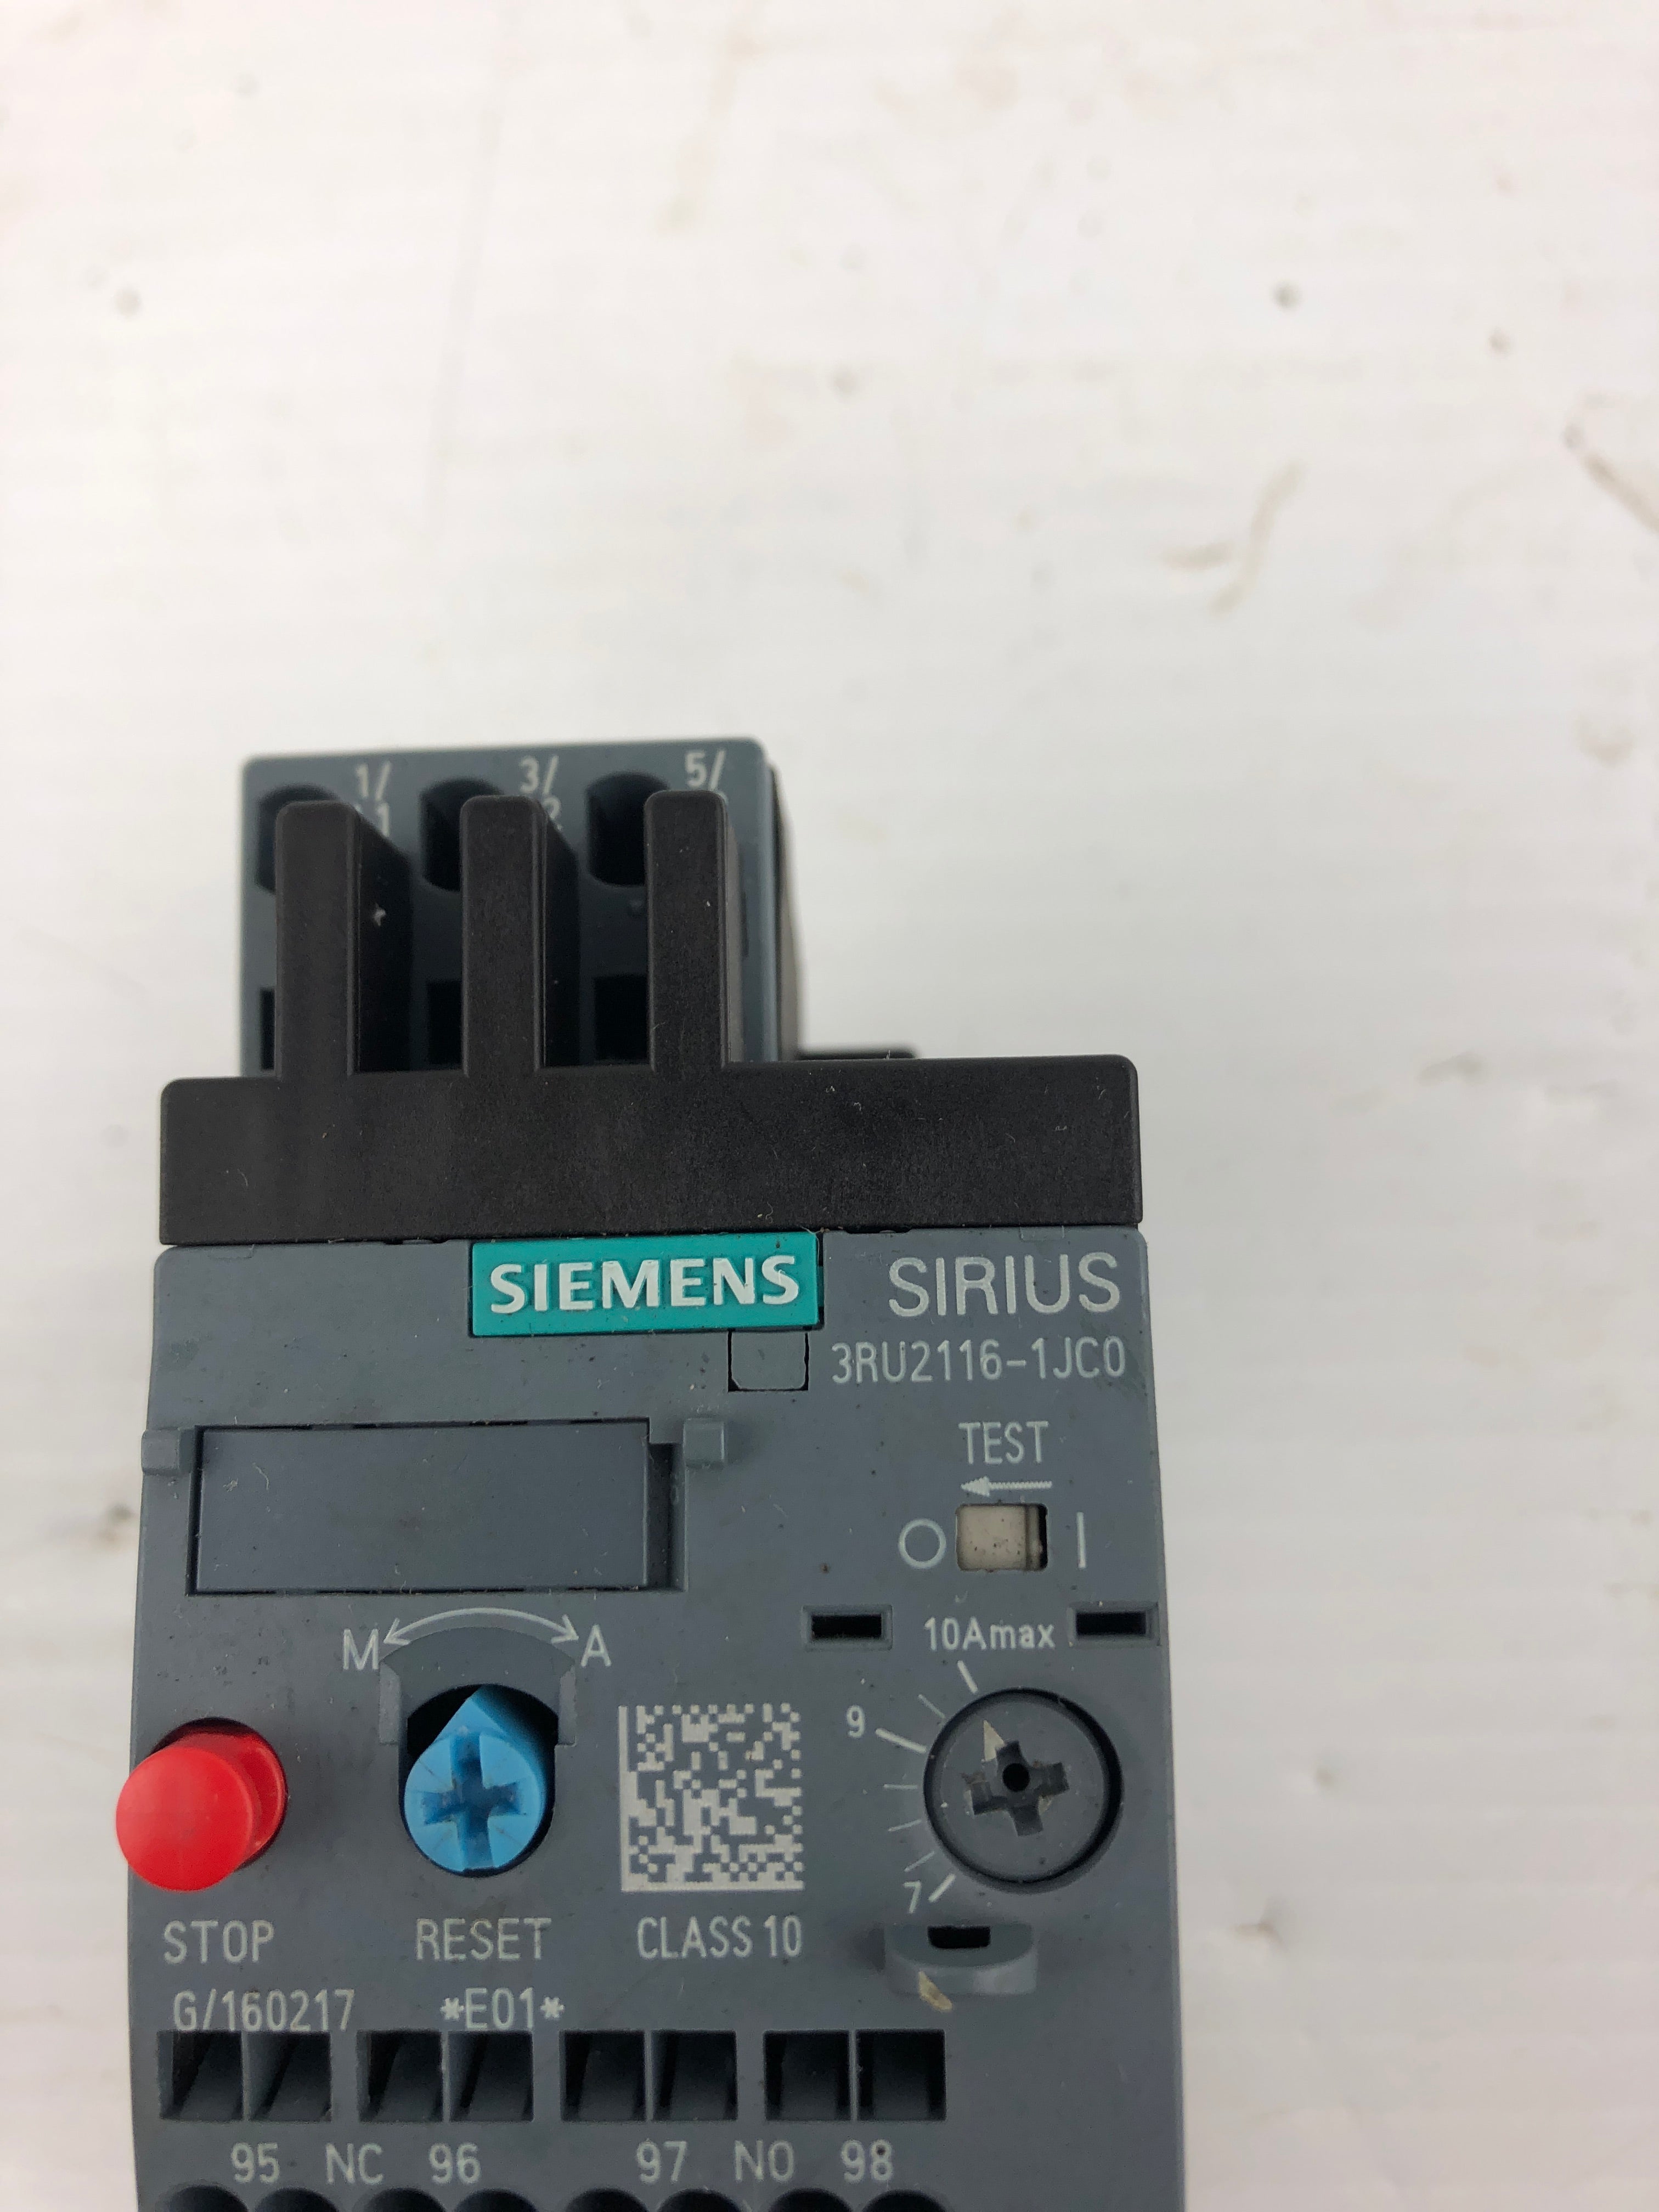 1/ 3/ 5/
SIEMENS SIRIUS
3RU2116-1JC0
TEST
O I
10Amax
M A
9
7
STOP RESET CLASS 10
G/160217 *E01*
95 NC 96 97 NO 98